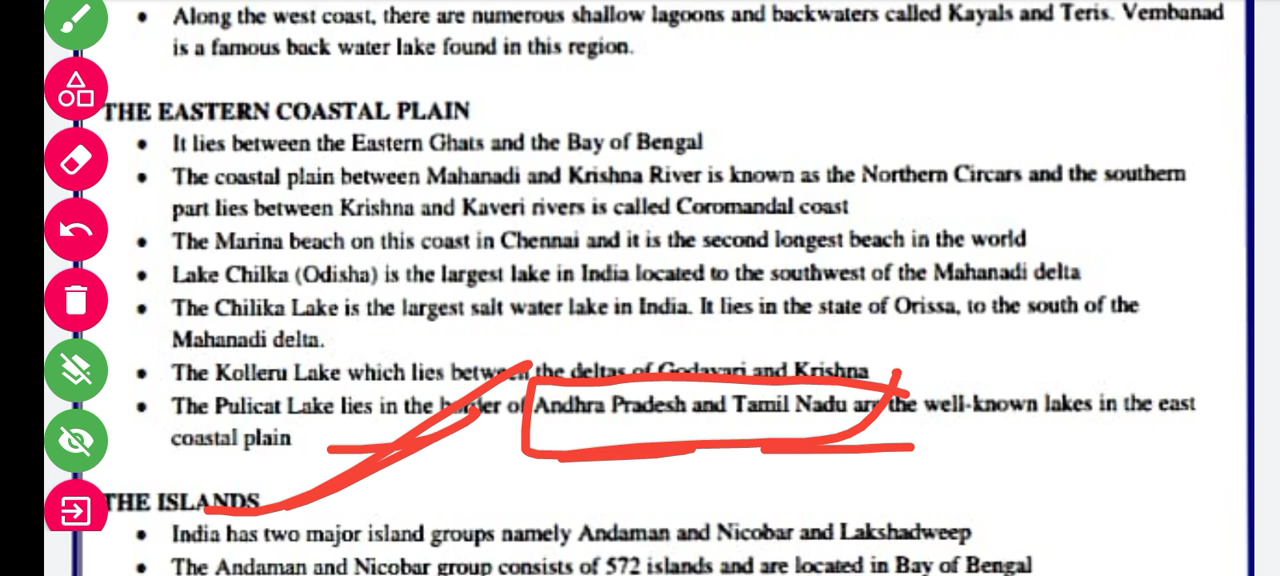 • Along the west coast, there are numerous shallow lagoons and backwaters called Kayals and Teris. Vembanad
is a famous back water lake found in this region.
THE EASTERN COASTAL PLAIN
• It lies between the Eastern Ghats and the Bay of Bengal
• The coastal plain between Mahanadi and Krishna River is known as the Northern Circars and the southern
part lies between Krishna and Kaveri rivers is called Coromandal coast
• The Marina beach on this coast in Chennai and it is the second longest beach in the world
• Lake Chilka (Odisha) is the largest lake in India located to the southwest of the Mahanadi delta
• The Chilika Lake is the largest salt water lake in India. It lies in the state of Orissa, to the south of the
Mahanadi delta.
• The Kolleru Lake which lies between the deltas of Godavari and Krishna
• The Pulicat Lake lies in the border of Andhra Pradesh and Tamil Nadu are the well-known lakes in the east
coastal plain
THE ISLANDS
• India has two major island groups namely Andaman and Nicobar and Lakshadweep
• The Andaman and Nicobar group consists of 572 islands and are located in Bay of Bengal